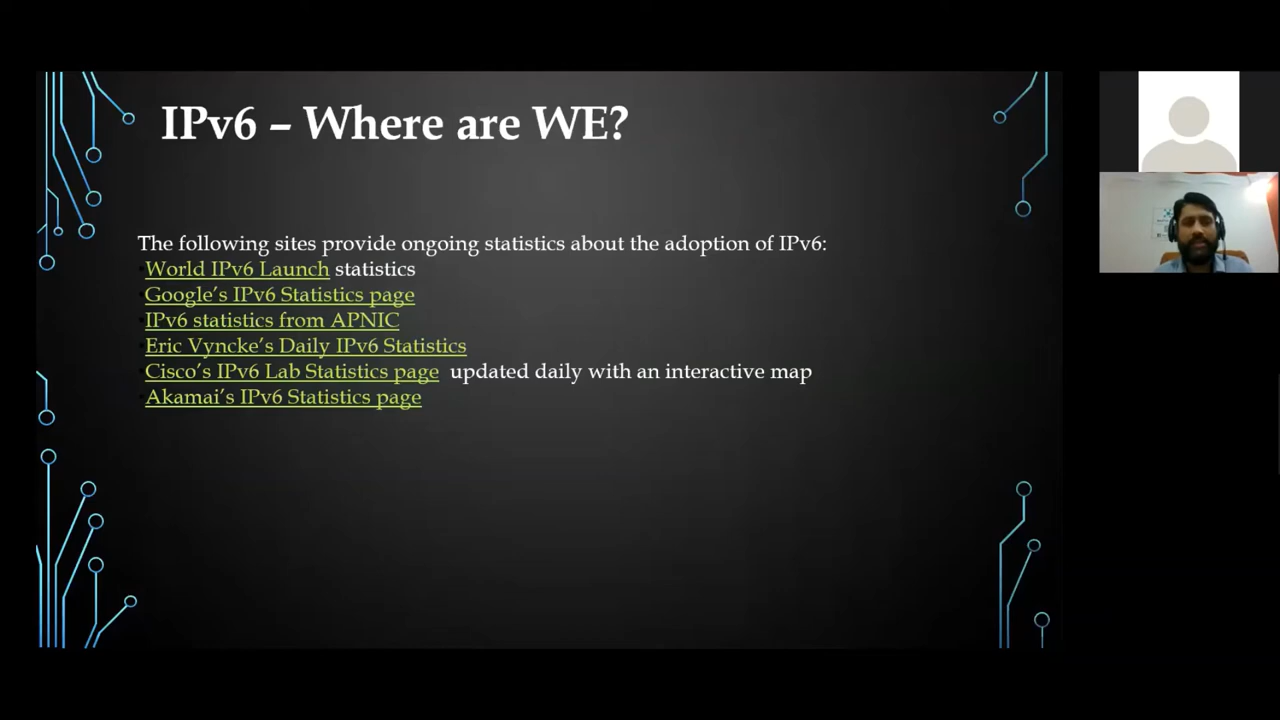 IPv6 – Where are WE?
The following sites provide ongoing statistics about the adoption of IPv6:
World IPv6 Launch statistics
Google’s IPv6 Statistics page
IPv6 statistics from APNIC
Eric Vyncke’s Daily IPv6 Statistics
Cisco’s IPv6 Lab Statistics page updated daily with an interactive map
Akamai’s IPv6 Statistics page